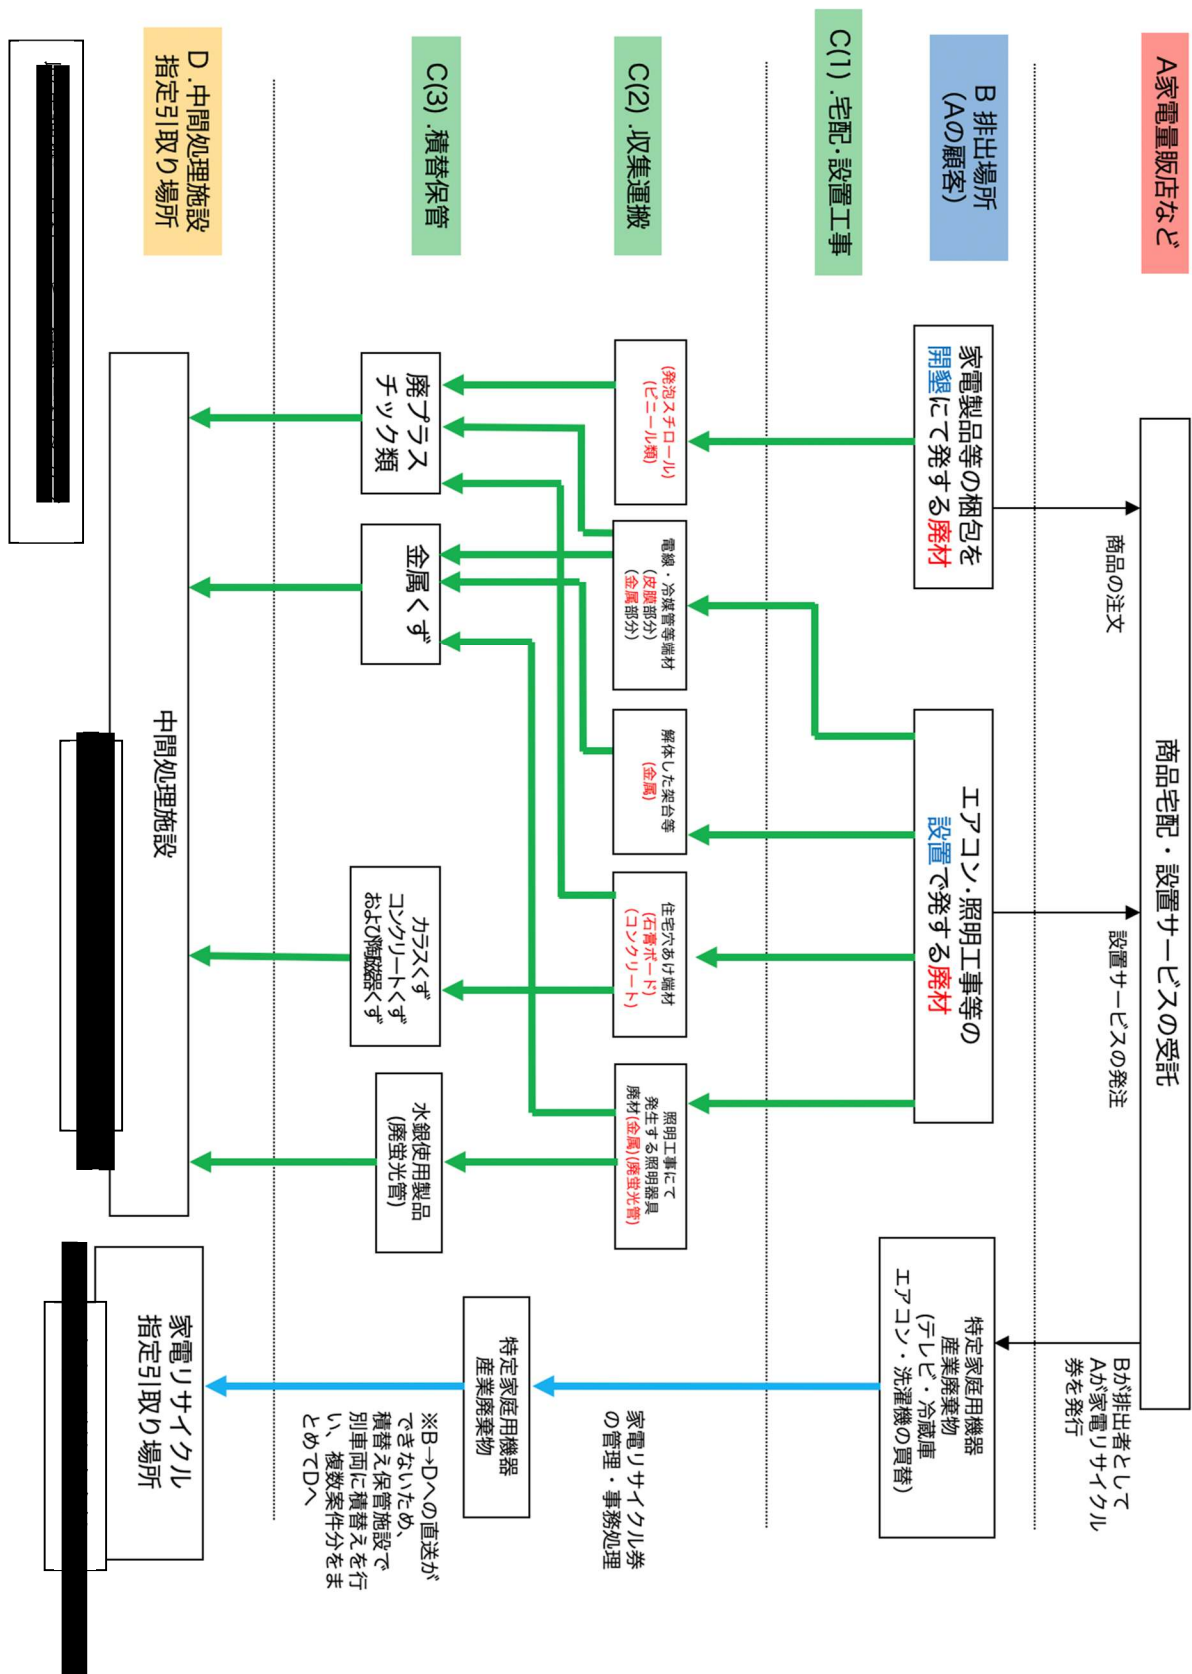 A家電量販店など
商品宅配・設置サービスの受託
商品の注文
設置サービスの発注
Bが排出者として
Aが家電リサイクル
券を発行
B 排出場所
(Aの顧客)
家電製品等の梱包を
開墾にて発する廃材
エアコン・照明工事等の
設置で発する廃材
特定家庭用機器
産業廃棄物
(テレビ・冷蔵庫
エアコン・洗濯機の買替)
C(1) .宅配・設置工事
C(2) .収集運搬
(発泡スチロール)
(ビニール類)
電線・冷媒管等端材
(皮膜部分)
(金属部分)
解体した架台等
(金属)
住宅穴あけ端材
(石膏ボード)
(コンクリート)
照明工事にて
発生する照明器具
廃材(金属)(廃蛍光管)
家電リサイクル券
の管理・事務処理
C(3) .積替保管
廃プラス
チック類
金属くず
ガラスくず
コンクリートくず
および陶磁器くず
水銀使用製品
(廃蛍光管)
特定家庭用機器
産業廃棄物
※B→Dへの直送が
できないため、
積替え保管施設で
別車両に積替えを行
い、複数案件分をま
とめてDへ
D .中間処理施設
指定引取り場所
中間処理施設
家電リサイクル
指定引取り場所